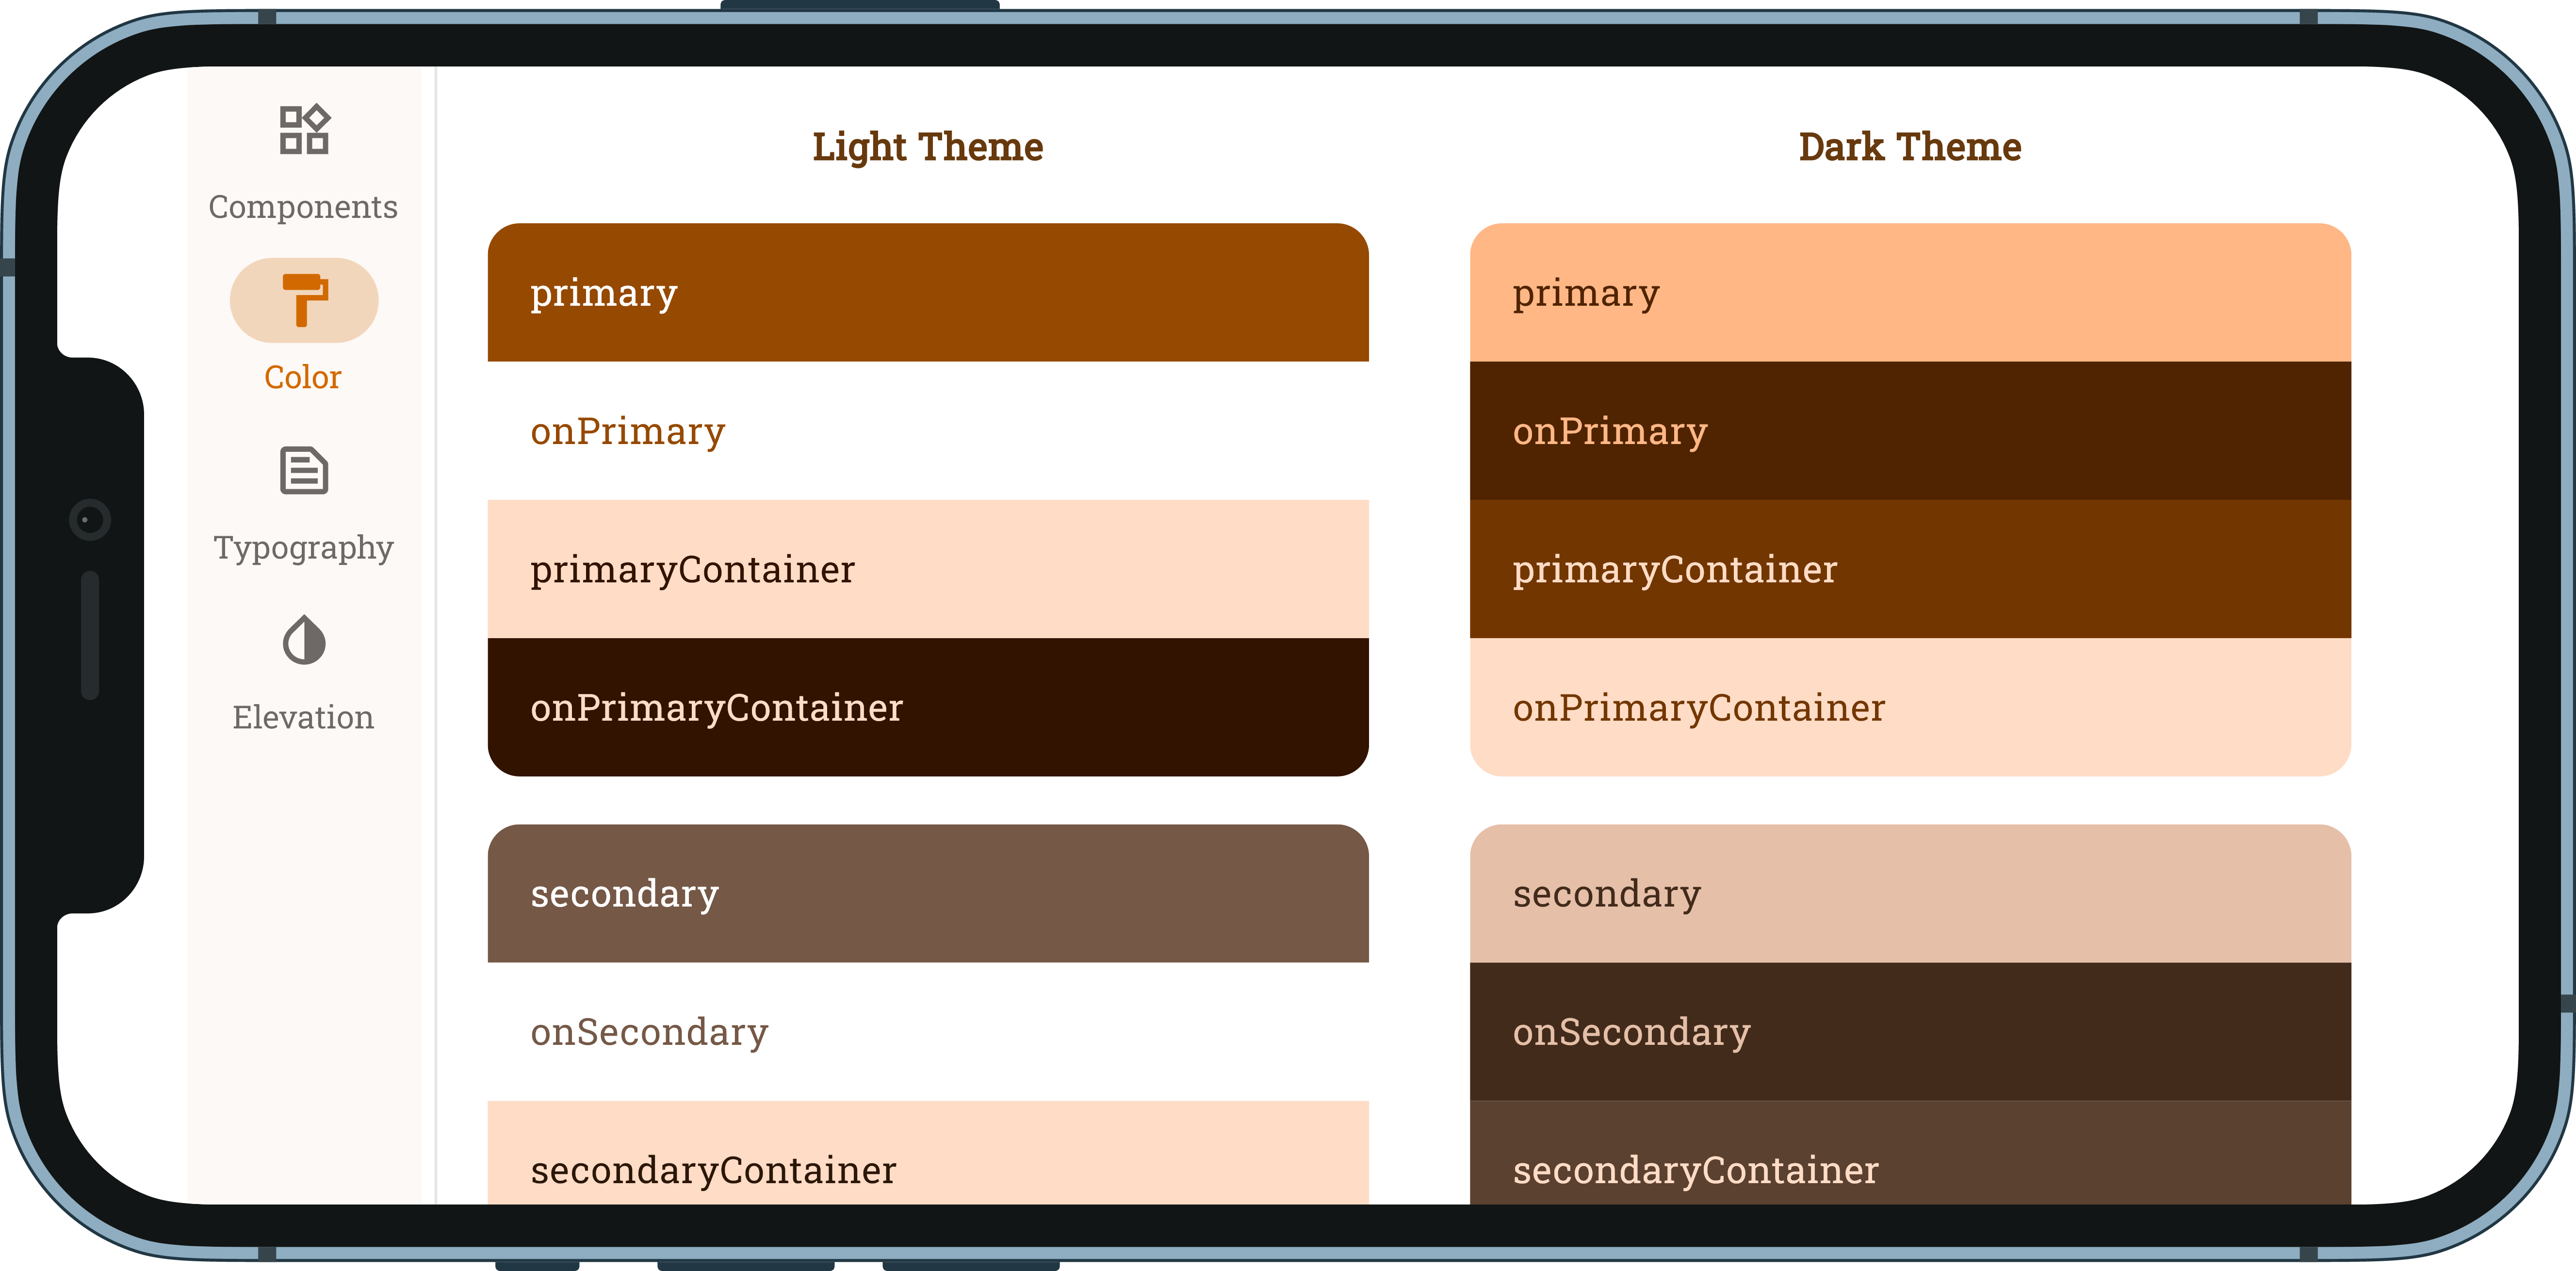 Components
Color
Typography
Elevation
Light Theme
primary
onPrimary
primaryContainer
onPrimaryContainer
secondary
onSecondary
secondaryContainer
Dark Theme
primary
onPrimary
primaryContainer
onPrimaryContainer
secondary
onSecondary
secondaryContainer